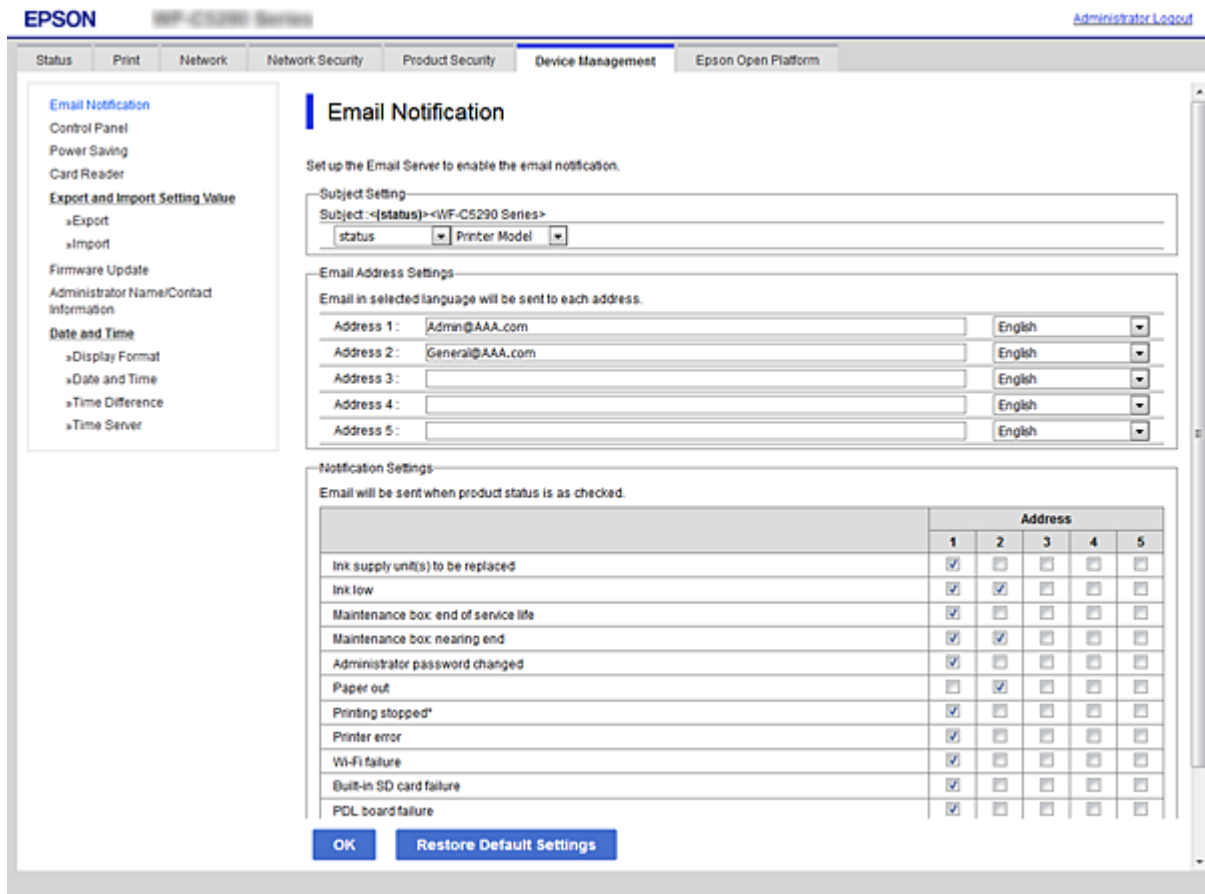 EPSON
WF-C5290 Series
Administrator Logout
Status Print Network Network Security Product Security Device Management Epson Open Platform
Email Notification
Control Panel
Power Saving
Card Reader
Export and Import Setting Value
»Export
»Import
Firmware Update
Administrator Name/Contact
Information
Date and Time
»Display Format
»Date and Time
»Time Difference
»Time Server
Email Notification
Set up the Email Server to enable the email notification.
Subject Setting
Subject :<(status)><WF-C5290 Series>
status Printer Model
Email Address Settings
Email in selected language will be sent to each address.
Address 1 : Admin@AAA.com English
Address 2 : General@AAA.com English
Address 3 : English
Address 4 : English
Address 5 : English
Notification Settings
Email will be sent when product status is as checked.
Address
1 2 3 4 5
Ink supply unit(s) to be replaced
Ink low
Maintenance box: end of service life
Maintenance box: nearing end
Administrator password changed
Paper out
Printing stopped*
Printer error
Wi-Fi failure
Built-in SD card failure
PDL board failure
OK Restore Default Settings